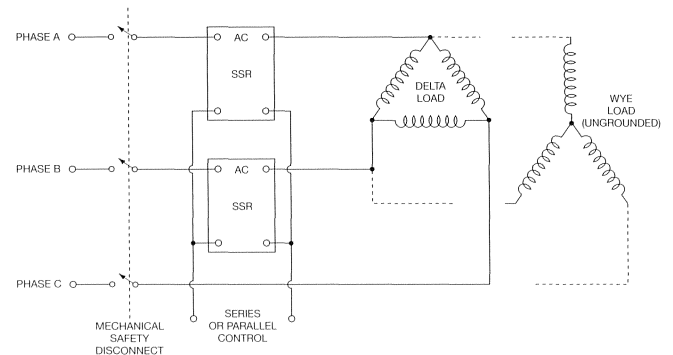 PHASE A
AC
SSR
DELTA
LOAD
WYE
LOAD
(UNGROUNDED)
PHASE B
AC
SSR
PHASE C
MECHANICAL
SAFETY
DISCONNECT
SERIES
OR PARALLEL
CONTROL